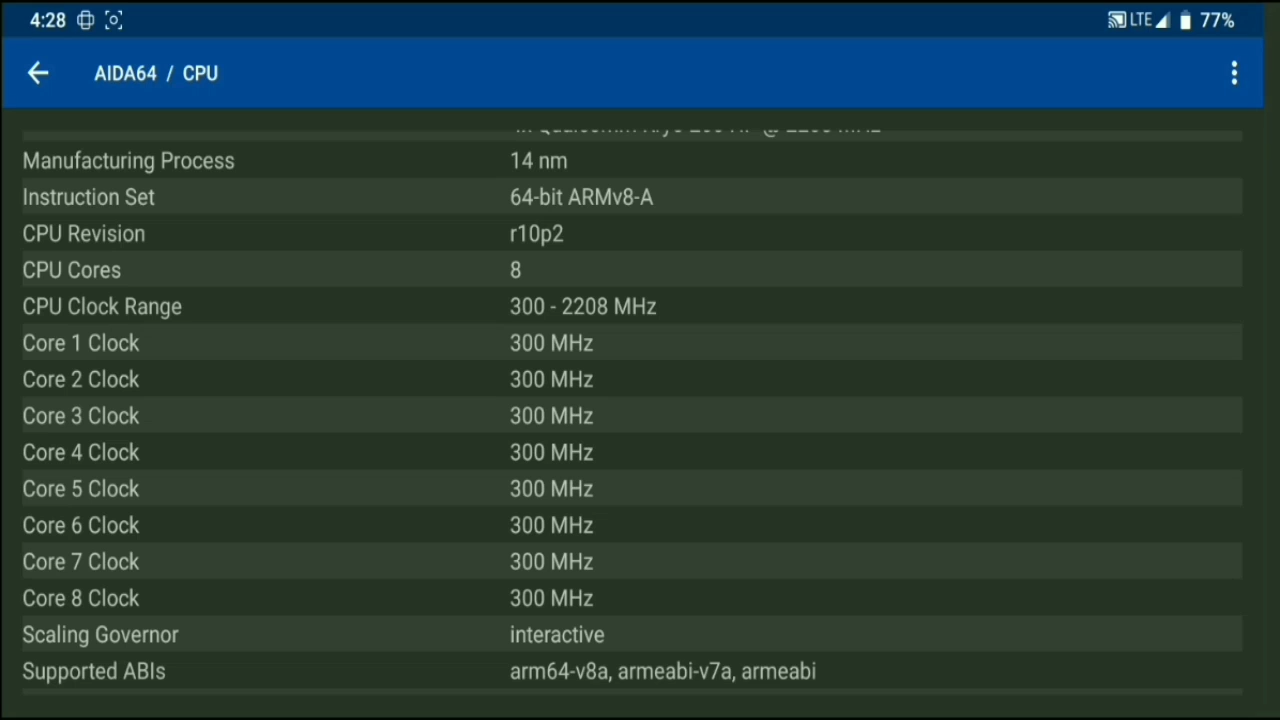 4:28 LTE 77%
AIDA64 / CPU
Manufacturing Process 14 nm
Instruction Set 64-bit ARMv8-A
CPU Revision r10p2
CPU Cores 8
CPU Clock Range 300 - 2208 MHz
Core 1 Clock 300 MHz
Core 2 Clock 300 MHz
Core 3 Clock 300 MHz
Core 4 Clock 300 MHz
Core 5 Clock 300 MHz
Core 6 Clock 300 MHz
Core 7 Clock 300 MHz
Core 8 Clock 300 MHz
Scaling Governor interactive
Supported ABIs arm64-v8a, armeabi-v7a, armeabi